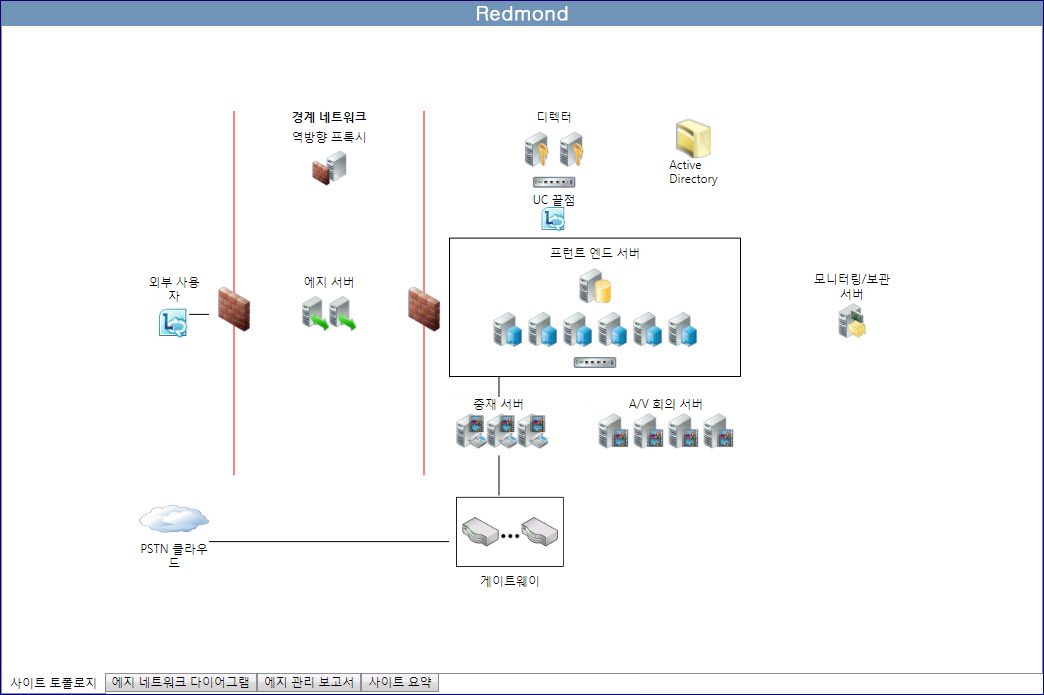 Redmond
경계 네트워크
역방향 프록시
디렉터
Active
Directory
UC 끝점
프런트 엔드 서버
외부 사용
자
에지 서버
모니터링/보관
서버
중재 서버
A/V 회의 서버
PSTN 클라우
드
게이트웨이
사이트 토폴로지
에지 네트워크 다이어그램
에지 관리 보고서
사이트 요약